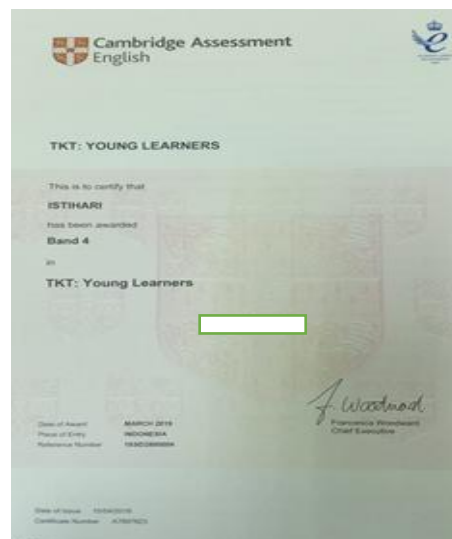 Cambridge Assessment
English
TKT: YOUNG LEARNERS
This is to certify that
ISTIHARI
has been awarded
Band 4
in
TKT: Young Learners
Francesca Woodward
Chief Executive
Date of Award MARCH 2019
Place of Entry INDONESIA
Reference Number
Date of Issue
Certificate Number